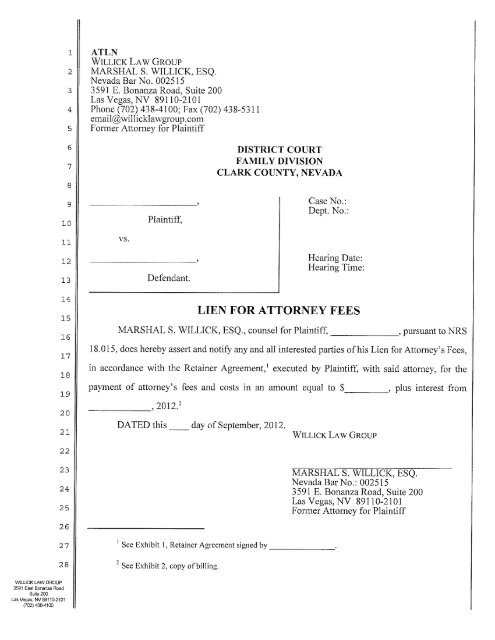 1 ATLN
WILLICK LAW GROUP
2 MARSHAL S. WILLICK, ESQ.
Nevada Bar No. 002515
3 3591 E. Bonanza Road, Suite 200
Las Vegas, NV 89110-2101
4 Phone (702) 438-4100; Fax (702) 438-5311
email@willicklawgroup.com
5 Former Attorney for Plaintiff
6 DISTRICT COURT
FAMILY DIVISION
7 CLARK COUNTY, NEVADA
8
9 ____________________, Case No.:
Dept. No.:
10 Plaintiff,
11 vs.
12 ____________________, Hearing Date:
Hearing Time:
13 Defendant.
14
15 LIEN FOR ATTORNEY FEES
16 MARSHAL S. WILLICK, ESQ., counsel for Plaintiff, _____________, pursuant to NRS
17 18.015, does hereby assert and notify any and all interested parties of his Lien for Attorney's Fees,
18 in accordance with the Retainer Agreement,¹ executed by Plaintiff, with said attorney, for the
19 payment of attorney's fees and costs in an amount equal to $_________, plus interest from
20 _____________, 2012.²
21 DATED this ____ day of September, 2012.
WILLICK LAW GROUP
22
23 MARSHAL S. WILLICK, ESQ.
Nevada Bar No.: 002515
24 3591 E. Bonanza Road, Suite 200
Las Vegas, NV 89110-2101
25 Former Attorney for Plaintiff
26
27 ¹ See Exhibit 1, Retainer Agreement signed by _____________.
28 ² See Exhibit 2, copy of billing.
WILLICK LAW GROUP
3591 East Bonanza Road
Suite 200
Las Vegas, NV 89110-2101
(702) 438-4100